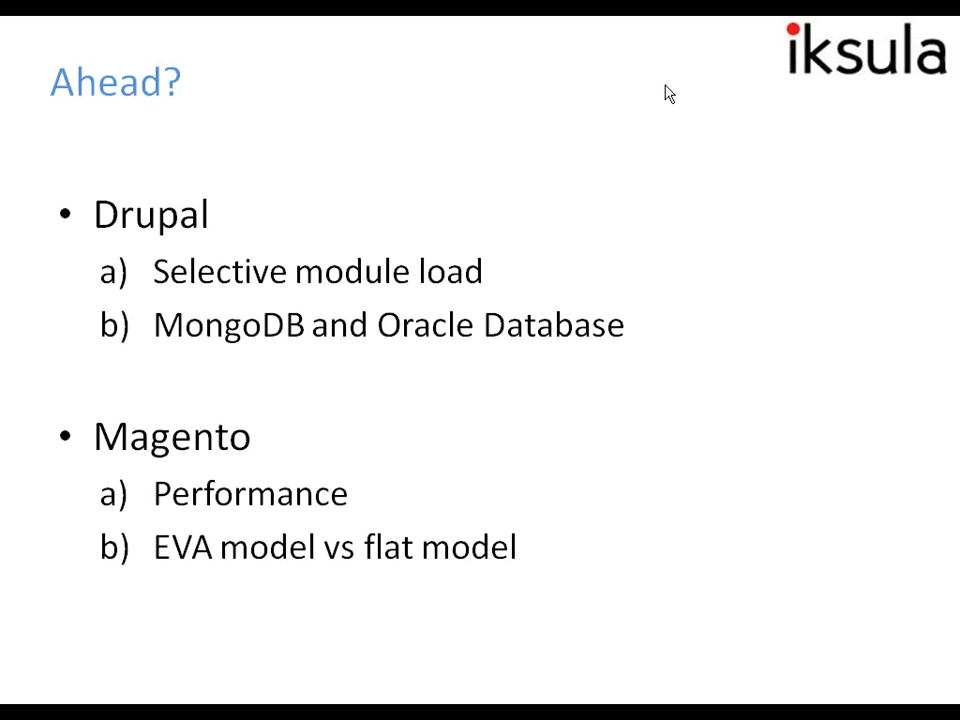 iksula
Ahead?
• Drupal
a) Selective module load
b) MongoDB and Oracle Database
• Magento
a) Performance
b) EVA model vs flat model